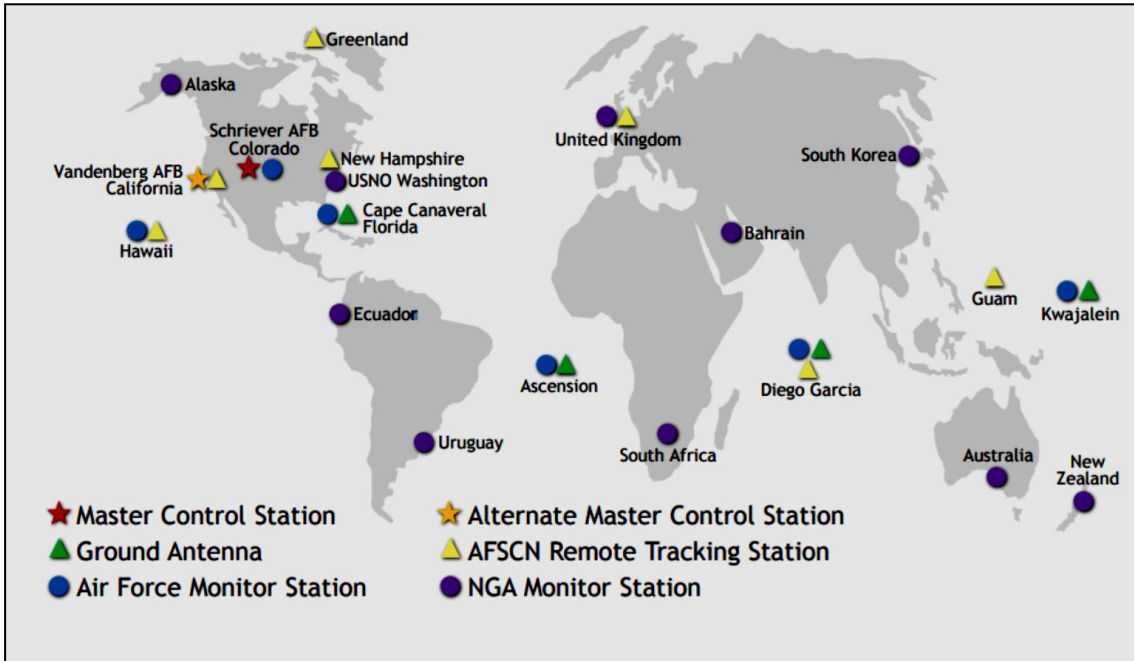 Greenland
Alaska
Schriever AFB
Colorado
United Kingdom
New Hampshire
South Korea
Vandenberg AFB
California
USNO Washington
Cape Canaveral
Florida
Bahrain
Hawaii
Guam
Kwajalein
Ecuador
Ascension
Diego Garcia
Uruguay
South Africa
Australia
New
Zealand
Master Control Station
Alternate Master Control Station
Ground Antenna
AFSCN Remote Tracking Station
Air Force Monitor Station
NGA Monitor Station